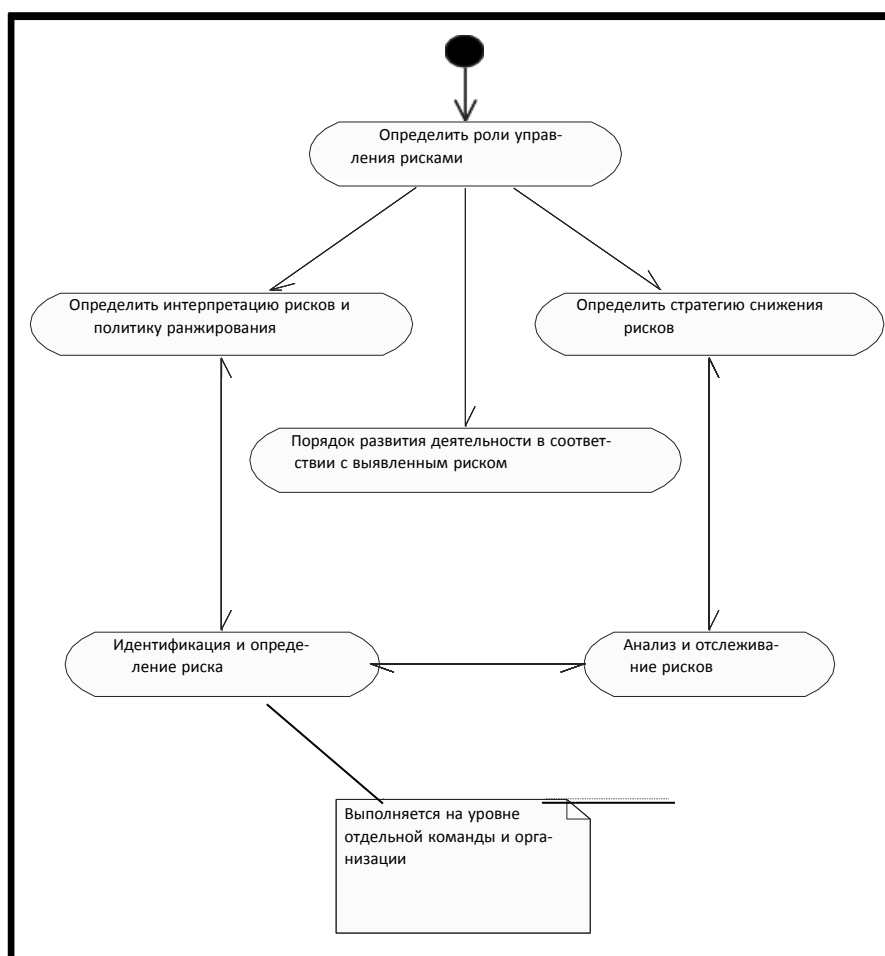 Определить роли управ-
ления рисками
Определить интерпретацию рисков и
политику ранжирования
Определить стратегию снижения
рисков
Порядок развития деятельности в соответ-
ствии с выявленным риском
Идентификация и опреде-
ление риска
Анализ и отслежива-
ние рисков
Выполняется на уровне
отдельной команды и орга-
низации